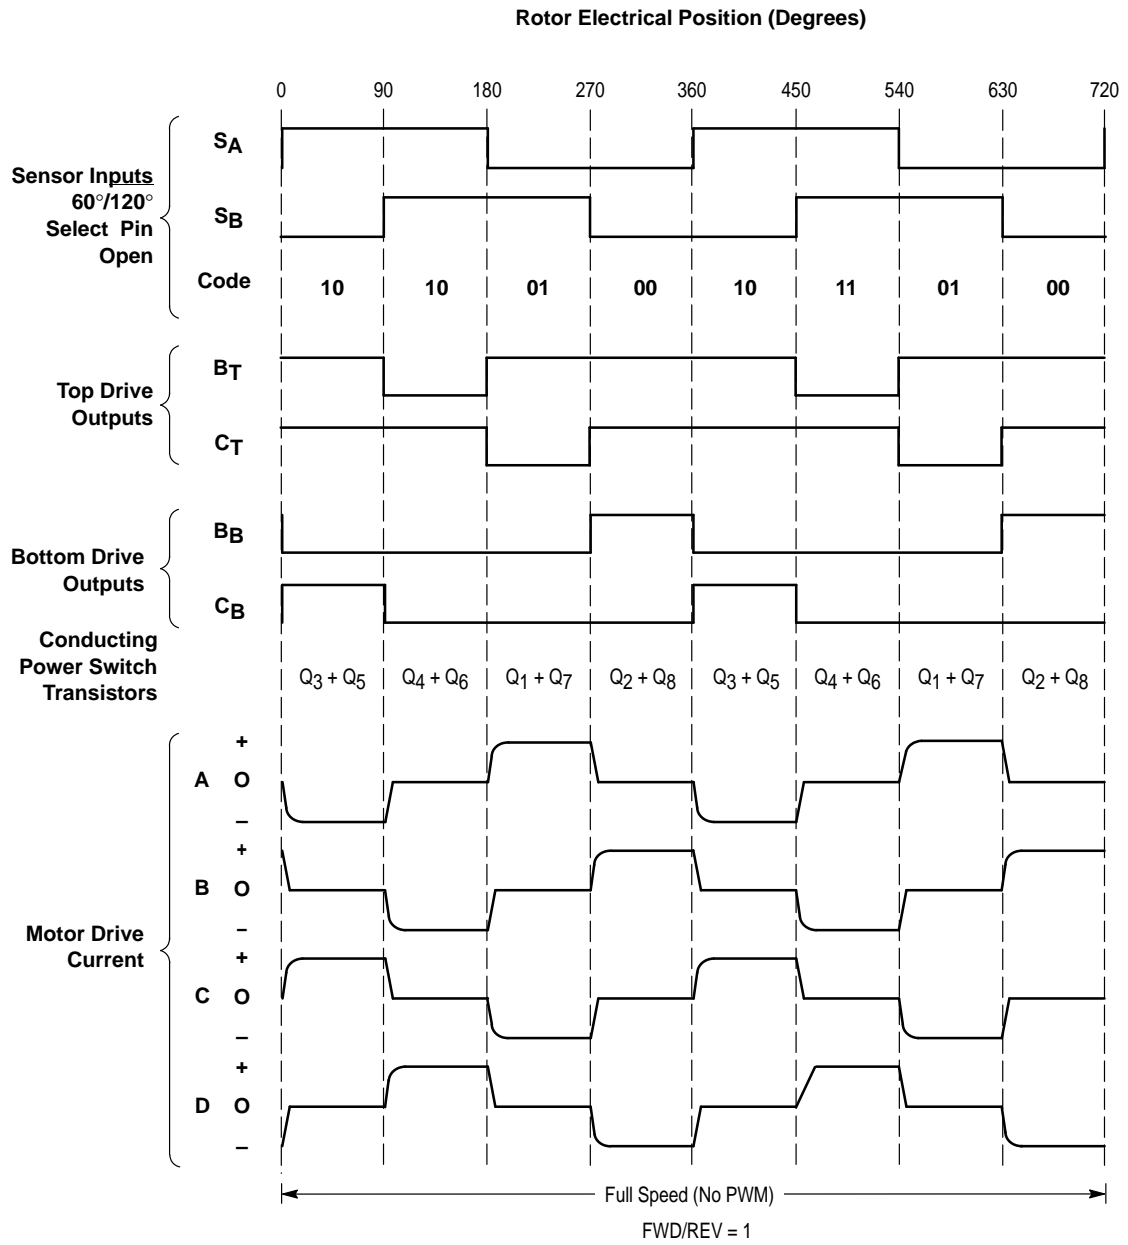 Rotor Electrical Position (Degrees)
0 90 180 270 360 450 540 630 720
Sensor Inputs
60°/120°
Select Pin
Open
SA
SB
Code
10 10 01 00 10 11 01 00
Top Drive
Outputs
BT
CT
Bottom Drive
Outputs
BB
CB
Conducting
Power Switch
Transistors
Q3 + Q5 Q4 + Q6 Q1 + Q7 Q2 + Q8 Q3 + Q5 Q4 + Q6 Q1 + Q7 Q2 + Q8
Motor Drive
Current
+
A O
–
+
B O
–
+
C O
–
+
D O
–
Full Speed (No PWM)
FWD/REV = 1